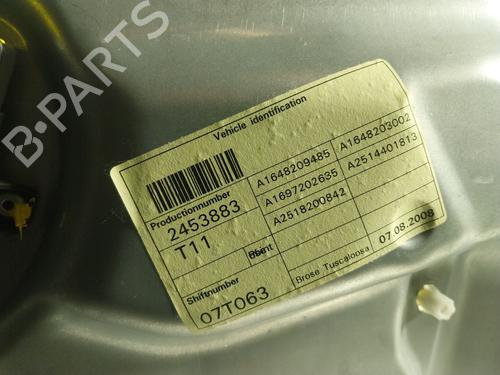 B-PARTS
Vehicle identification
Productionnumber
2453883
T11
Shiftnumber
07T063
A1648209485
A1697202635
A2518200842
A1648203002
A2514401813
Brose Tuscaloosa
07.08.2008